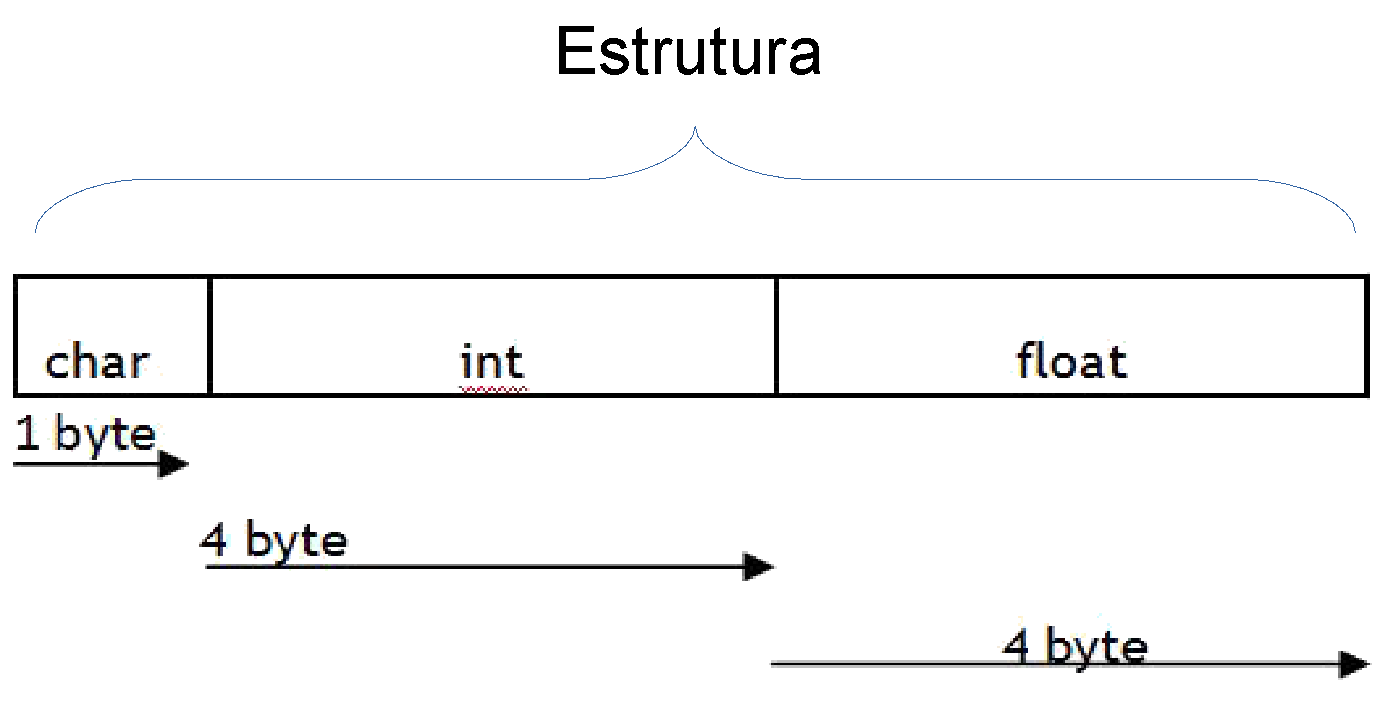 Estrutura
char int float
1 byte
4 byte
4 byte